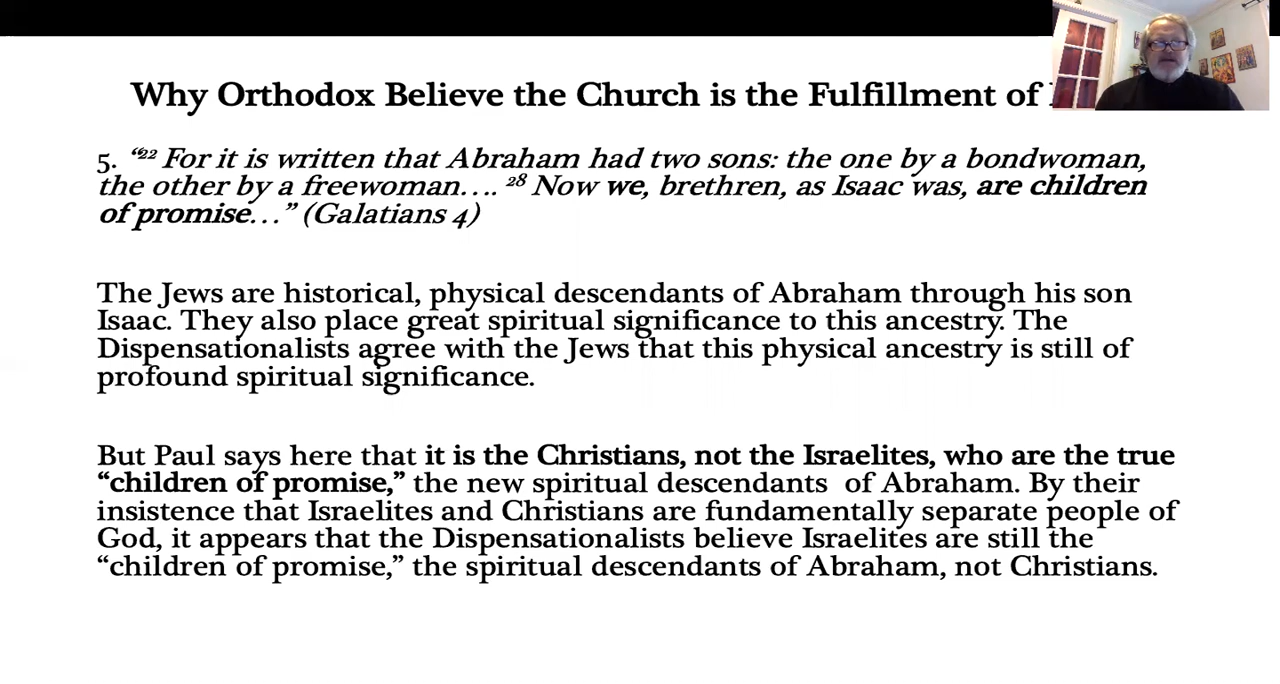 Why Orthodox Believe the Church is the Fulfillment of
5. “²² For it is written that Abraham had two sons: the one by a bondwoman,
the other by a freewoman…. ²⁸ Now we, brethren, as Isaac was, are children
of promise…” (Galatians 4)
The Jews are historical, physical descendants of Abraham through his son
Isaac. They also place great spiritual significance to this ancestry. The
Dispensationalists agree with the Jews that this physical ancestry is still of
profound spiritual significance.
But Paul says here that it is the Christians, not the Israelites, who are the true
“children of promise,” the new spiritual descendants of Abraham. By their
insistence that Israelites and Christians are fundamentally separate people of
God, it appears that the Dispensationalists believe Israelites are still the
“children of promise,” the spiritual descendants of Abraham, not Christians.